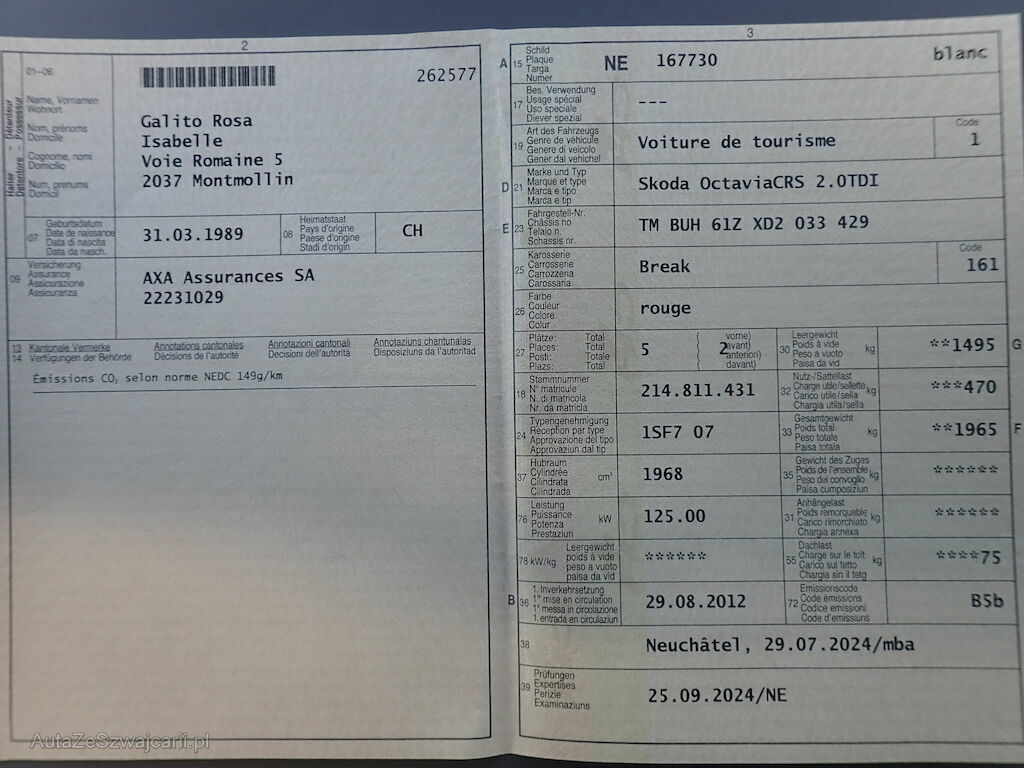 2
01-06
262577
Halter - Détenteur
Detentore - Possessur
Name, Vornamen
Wohnort
Nom, prénoms
Domicile
Cognome, nomi
Domicilio
Num, prenums
Domicil
Galito Rosa
Isabelle
Voie Romaine 5
2037 Montmollin
07
Geburtsdatum
Date de naissance
Data di nascita
Data da nasch.
31.03.1989
08
Heimatstaat
Pays d'origine
Paese d'origine
Stadi d'origin
CH
09
Versicherung
Assurance
Assicurazione
Assicuranza
AXA Assurances SA
22231029
13 Kantonale Vermerke
14 Verfügungen der Behörde
Annotations cantonales
Décisions de l'autorité
Annotazioni cantonali
Decisioni dell'autorità
Annotaziuns chantunalas
Disposiziuns da l'autoritad
Émissions CO₂ selon norme NEDC 149g/km
3
A 15
Schild
Plaque
Targa
Numer
NE 167730
blanc
17
Bes. Verwendung
Usage spécial
Uso speciale
Diever spezial
---
19
Art des Fahrzeugs
Genre de véhicule
Genere di veicolo
Gener dal vehichel
Voiture de tourisme
Code
1
D 21
Marke und Typ
Marque et type
Marca e tipo
Marca e tip
Skoda OctaviaCRS 2.0TDI
E 23
Fahrgestell-Nr.
Châssis no
Telaio n.
Schassis nr.
TM BUH 61Z XD2 033 429
25
Karosserie
Carrosserie
Carrozzeria
Carossaria
Break
Code
161
26
Farbe
Couleur
Colore
Colur
rouge
27
Plätze: Total
Places: Total
Posti: Totale
Plazs: Total
5
( vorne)
( avant)
anteriori)
( davant)
2
30
Leergewicht
Poids à vide
Peso a vuoto
Paisa da vid
kg
**1495
G
18
Stammnummer
N° matricule
N. di matricola
Nr. da matricla
214.811.431
32
Nutz-/Sattellast
Charge utile/sellette
Carico utile/sella
Chargia utila/sella
kg
***470
24
Typengenehmigung
Réception par type
Approvazione del tipo
Approvaziun dal tip
1SF7 07
33
Gesamtgewicht
Poids total
Peso totale
Paisa totala
kg
**1965
F
37
Hubraum
Cylindrée
Cilindrata
Cilindrada
cm³
1968
35
Gewicht des Zuges
Poids de l'ensemble
Peso del convoglio
Paisa cumposiziun
kg
******
76
Leistung
Puissance
Potenza
Prestaziun
kW
125.00
31
Anhängelast
Poids remorquable
Carico rimorchiato
Chargia annexa
kg
******
78 kW/kg
Leergewicht
poids à vide
peso a vuoto
paisa da vid
******
55
Dachlast
Charge sur le toit
Carico sul tetto
Chargia sin il tetg
kg
****75
B 36
1. Inverkehrsetzung
1re mise en circulation
1a messa in circolazione
1. entrada en circulaziun
29.08.2012
72
Emissionscode
Code émissions
Codice emissioni
Code d'emissiuns
B5b
38
Neuchâtel, 29.07.2024/mba
39
Prüfungen
Expertises
Perizie
Examinaziuns
25.09.2024/NE
AutaZeSzwajcarii.pl